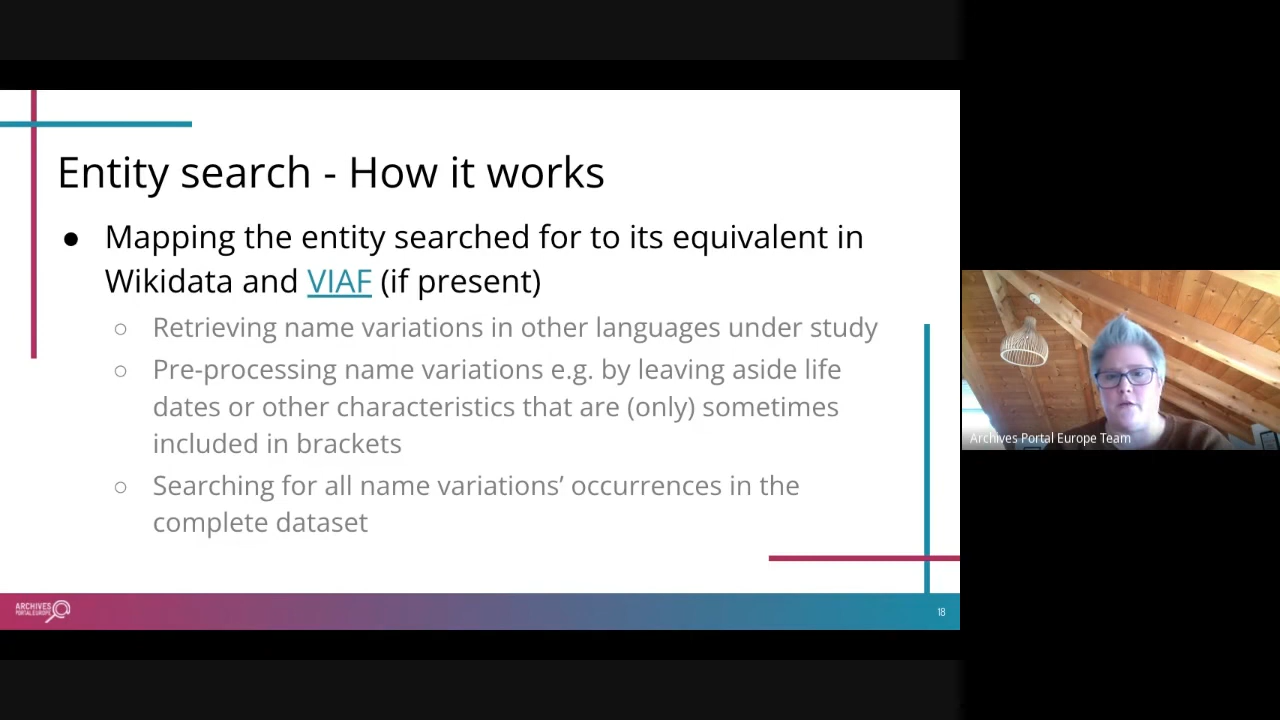 Entity search - How it works
● Mapping the entity searched for to its equivalent in
Wikidata and VIAF (if present)
○ Retrieving name variations in other languages under study
○ Pre-processing name variations e.g. by leaving aside life
dates or other characteristics that are (only) sometimes
included in brackets
○ Searching for all name variations’ occurrences in the
complete dataset
ARCHIVES
PORTAL EUROPE
18
Archives Portal Europe Team